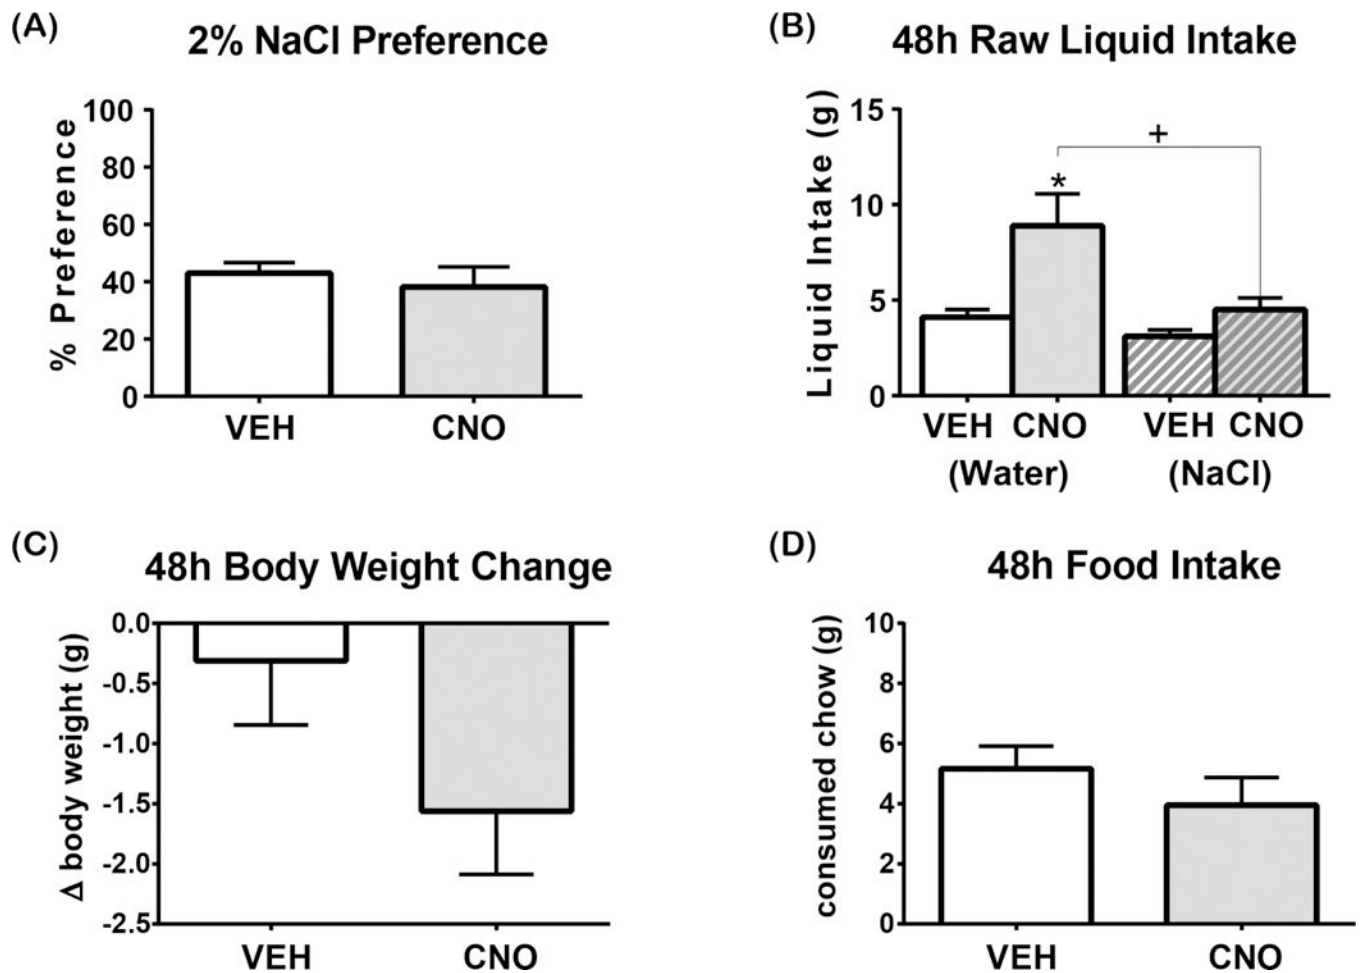 (A)
2% NaCl Preference
% Preference
100
80
60
40
20
0
VEH CNO
(B)
48h Raw Liquid Intake
Liquid Intake (g)
15
10
5
0
*
+
VEH CNO VEH CNO
(Water) (NaCl)
(C)
48h Body Weight Change
Δ body weight (g)
0.0
-0.5
-1.0
-1.5
-2.0
-2.5
VEH CNO
(D)
48h Food Intake
consumed chow (g)
10
8
6
4
2
0
VEH CNO